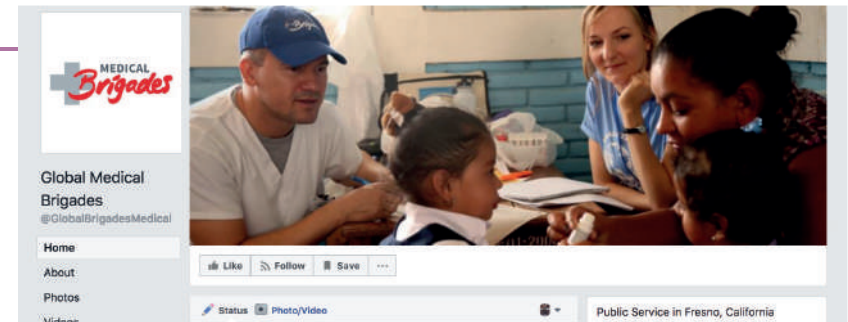 MEDICAL
Brigades
Global Medical
Brigades
@GlobalBrigadesMedical
Home
About
Photos
Videos
Like Follow Save ...
Status Photo/Video
Public Service in Fresno, California